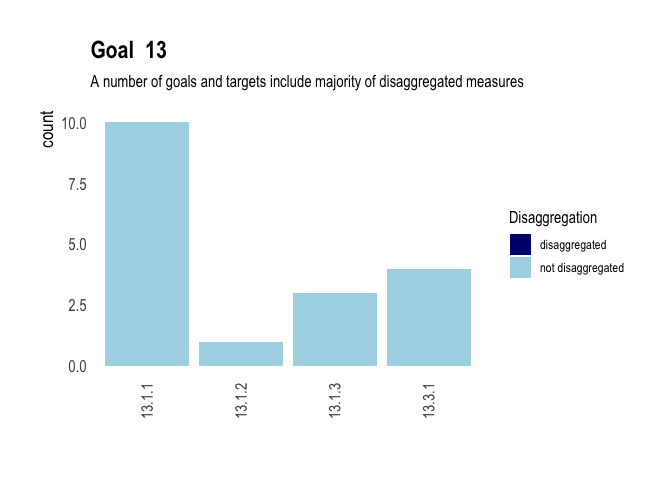 Goal  13
A number of goals and targets include majority of disaggregated measures
count
10.0
7.5
5.0
2.5
0.0
13.1.1
13.1.2
13.1.3
13.3.1
Disaggregation
disaggregated
not disaggregated